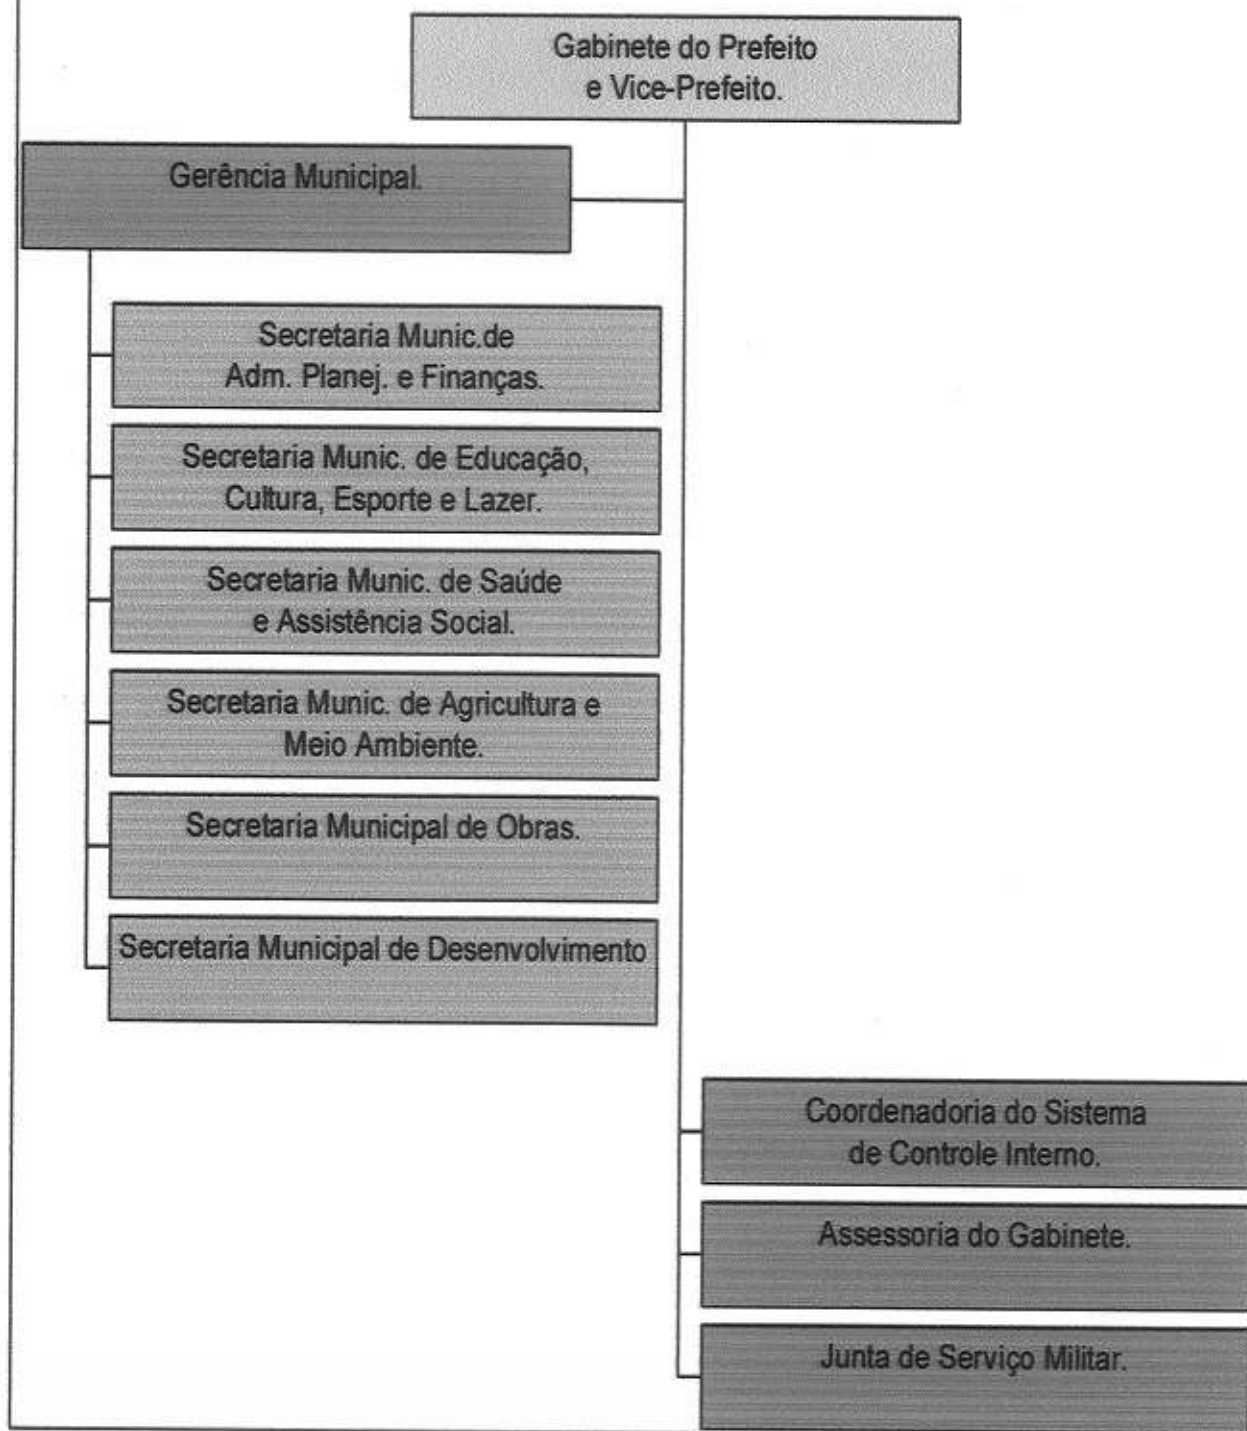 Gabinete do Prefeito
e Vice-Prefeito.
Gerência Municipal.
Secretaria Munic.de
Adm. Planej. e Finanças.
Secretaria Munic. de Educação,
Cultura, Esporte e Lazer.
Secretaria Munic. de Saúde
e Assistência Social.
Secretaria Munic. de Agricultura e
Meio Ambiente.
Secretaria Municipal de Obras.
Secretaria Municipal de Desenvolvimento
Coordenadoria do Sistema
de Controle Interno.
Assessoria do Gabinete.
Junta de Serviço Militar.